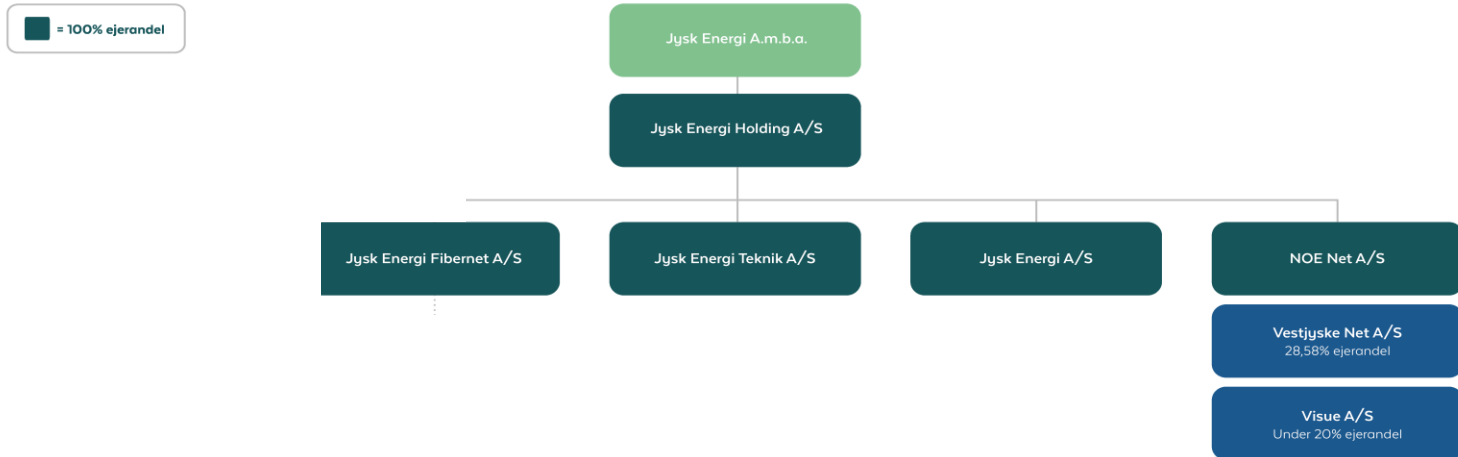 = 100% ejerandel
Jysk Energi A.m.b.a.
Jysk Energi Holding A/S
Jysk Energi Fibernet A/S
Jysk Energi Teknik A/S
Jysk Energi A/S
NOE Net A/S
Vestjyske Net A/S
28,58% ejerandel
Visue A/S
Under 20% ejerandel